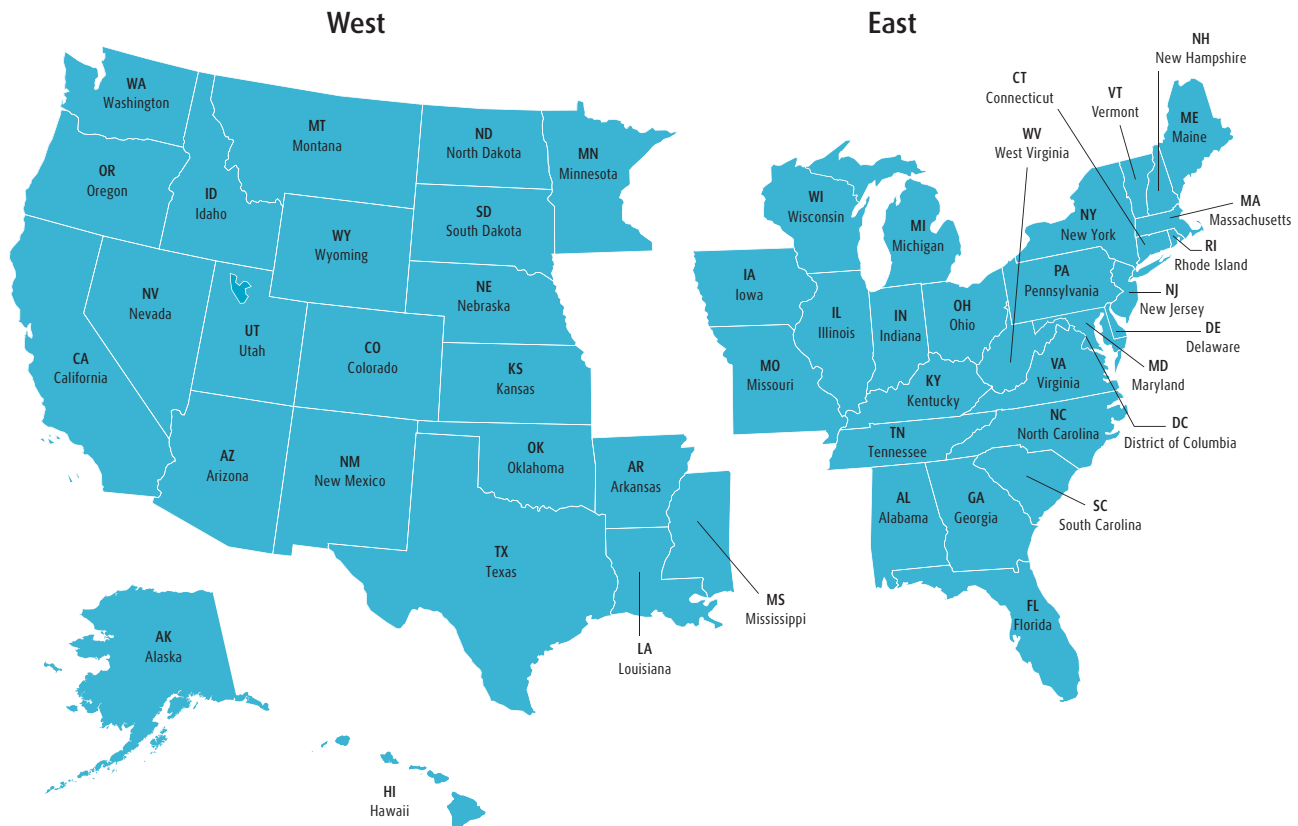 West
East
WA
Washington
OR
Oregon
ID
Idaho
MT
Montana
ND
North Dakota
MN
Minnesota
SD
South Dakota
WY
Wyoming
NE
Nebraska
NV
Nevada
UT
Utah
CO
Colorado
CA
California
KS
Kansas
AZ
Arizona
NM
New Mexico
OK
Oklahoma
AR
Arkansas
TX
Texas
MS
Mississippi
LA
Louisiana
AK
Alaska
HI
Hawaii
NH
New Hampshire
CT
Connecticut
VT
Vermont
ME
Maine
WV
West Virginia
WI
Wisconsin
MI
Michigan
NY
New York
MA
Massachusetts
RI
Rhode Island
IA
Iowa
PA
Pennsylvania
NJ
New Jersey
IL
Illinois
IN
Indiana
OH
Ohio
DE
Delaware
MO
Missouri
KY
Kentucky
VA
Virginia
MD
Maryland
TN
Tennessee
NC
North Carolina
DC
District of Columbia
AL
Alabama
GA
Georgia
SC
South Carolina
FL
Florida